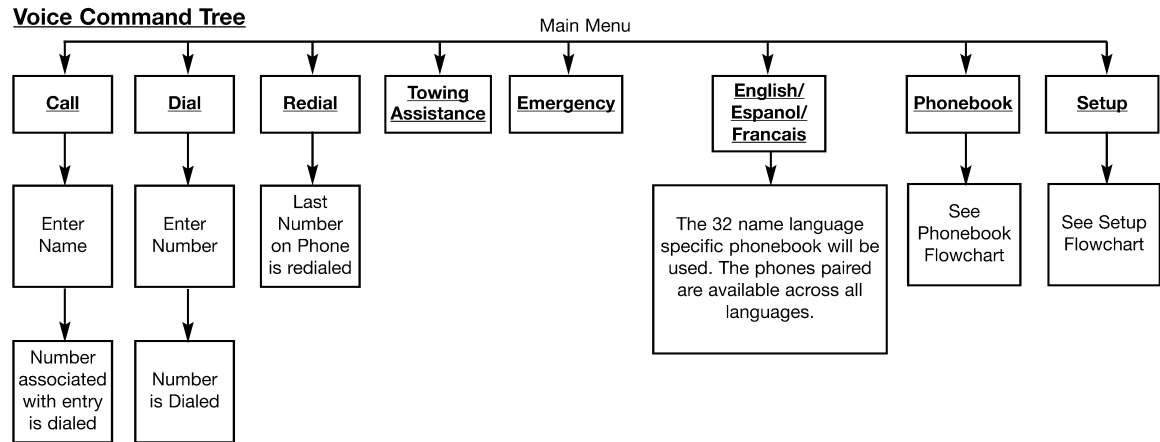 Voice Command Tree
Main Menu
Call
Dial
Redial
Towing
Assistance
Emergency
English/
Espanol/
Francais
Phonebook
Setup
Enter
Name
Enter
Number
Last
Number
on Phone
is redialed
The 32 name language
specific phonebook will be
used. The phones paired
are available across all
languages.
See
Phonebook
Flowchart
See Setup
Flowchart
Number
associated
with entry
is dialed
Number
is Dialed